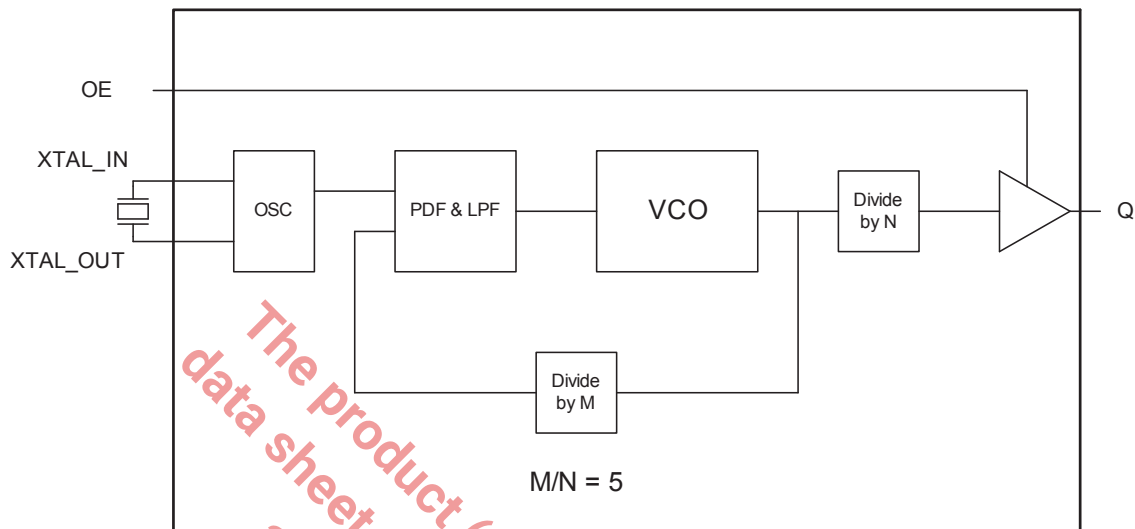 OE
XTAL_IN
XTAL_OUT
OSC
PDF & LPF
VCO
Divide
by N
Q
Divide
by M
M/N = 5
The product (
data sheet